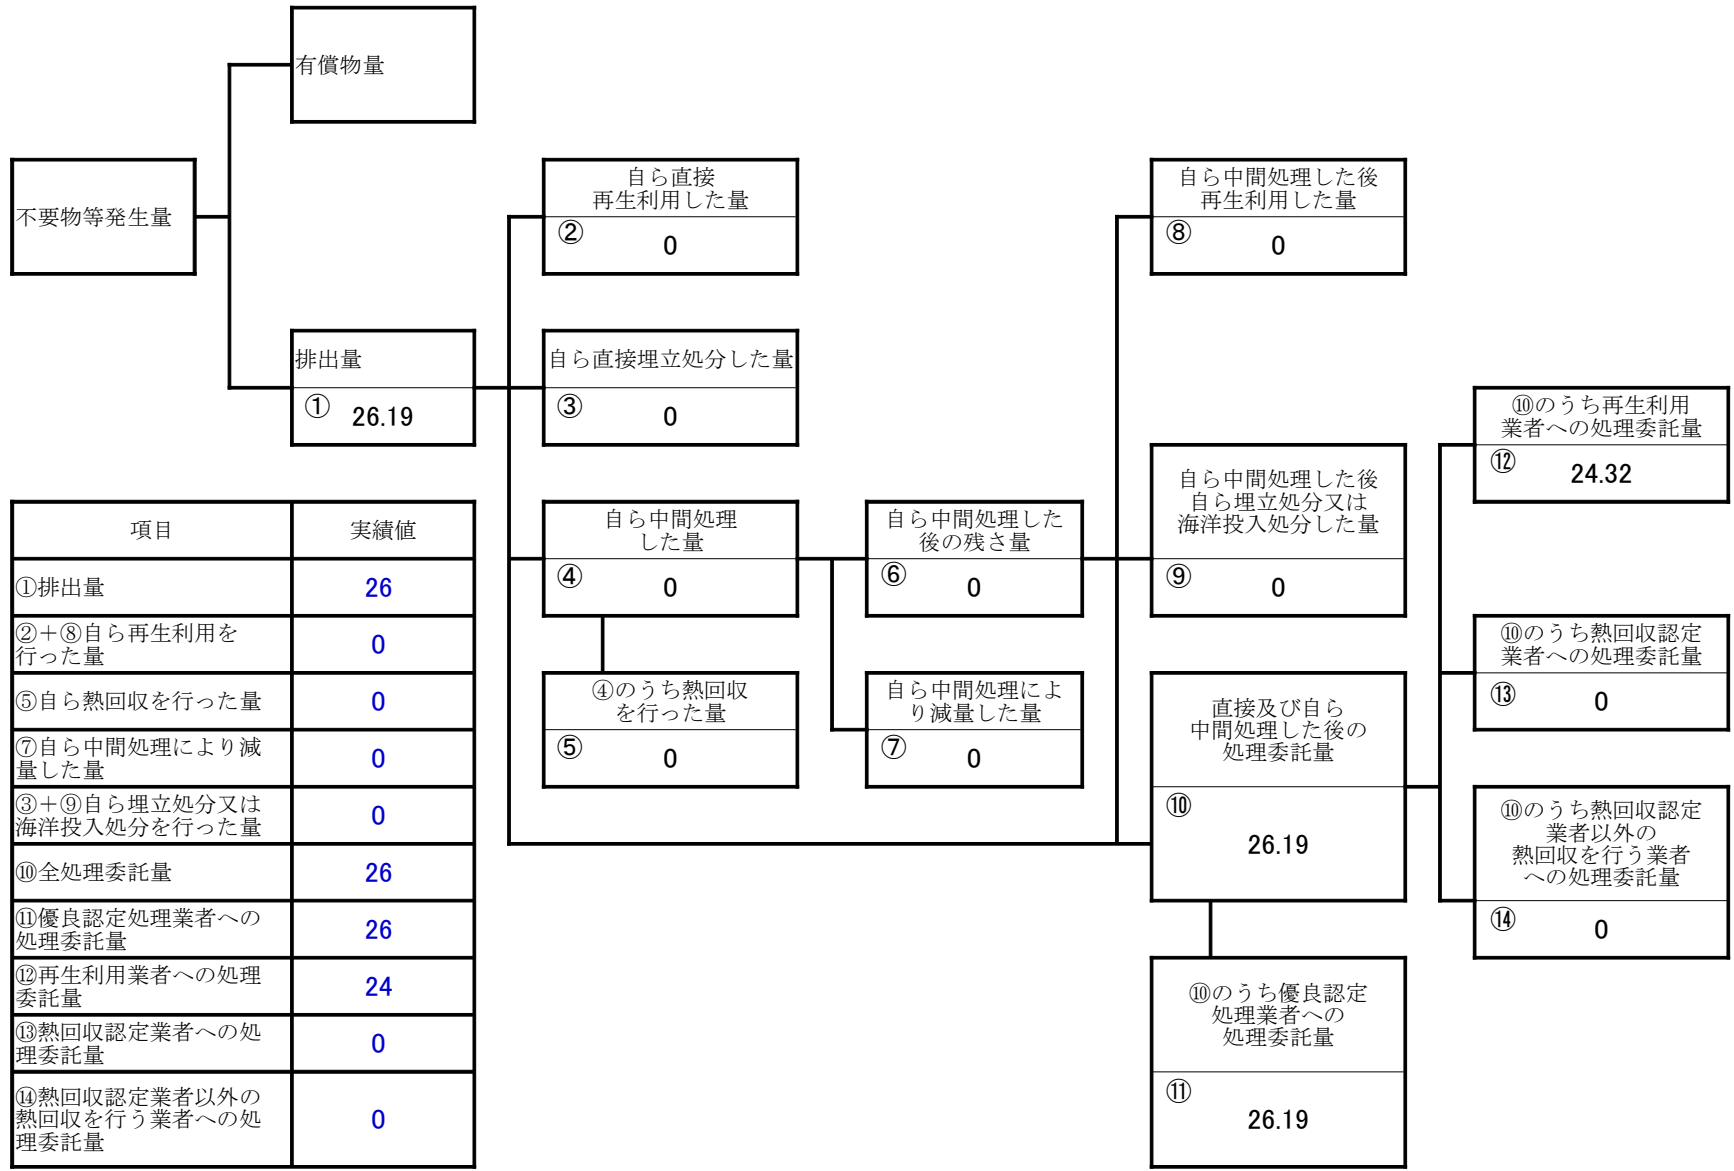 有償物量
不要物等発生量
自ら直接
再生利用した量
②
0
自ら中間処理した後
再生利用した量
⑧
0
排出量
①
26.19
自ら直接埋立処分した量
③
0
⑩のうち再生利用
業者への処理委託量
⑫
24.32
自ら中間処理
した量
④
0
自ら中間処理した
後の残さ量
⑥
0
自ら中間処理した後
自ら埋立処分又は
海洋投入処分した量
⑨
0
④のうち熱回収
を行った量
⑤
0
自ら中間処理によ
り減量した量
⑦
0
直接及び自ら
中間処理した後の
処理委託量
⑩
26.19
⑩のうち熱回収認定
業者への処理委託量
⑬
0
⑩のうち熱回収認定
業者以外の
熱回収を行う業者
への処理委託量
⑭
0
⑩のうち優良認定
処理業者への
処理委託量
⑪
26.19
項目 実績値
①排出量 26
②＋⑧自ら再生利用を
行った量 0
⑤自ら熱回収を行った量 0
⑦自ら中間処理により減
量した量 0
③＋⑨自ら埋立処分又は
海洋投入処分を行った量 0
⑩全処理委託量 26
⑪優良認定処理業者への
処理委託量 26
⑫再生利用業者への処理
委託量 24
⑬熱回収認定業者への処
理委託量 0
⑭熱回収認定業者以外の
熱回収を行う業者への処
理委託量 0